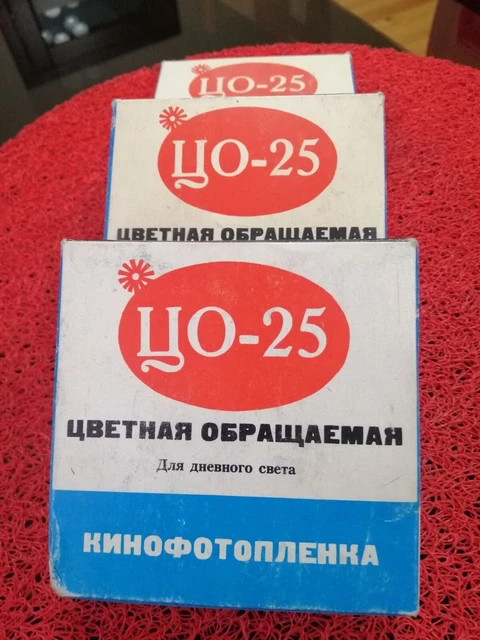 ЦО-25
ЦО-25
ЦВЕТНАЯ ОБРАЩАЕМАЯ
ЦО-25
ЦВЕТНАЯ ОБРАЩАЕМАЯ
Для дневного света
КИНОФОТОПЛЕНКА